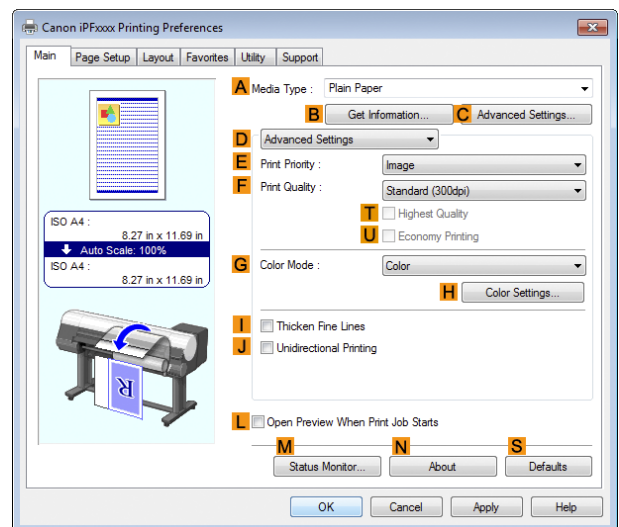 Canon iPFxxxx Printing Preferences
Main Page Setup Layout Favorites Utility Support
A Media Type : Plain Paper
B Get Information... C Advanced Settings...
D Advanced Settings
E Print Priority : Image
F Print Quality : Standard (300dpi)
T Highest Quality
U Economy Printing
G Color Mode : Color
H Color Settings...
I Thicken Fine Lines
J Unidirectional Printing
L Open Preview When Print Job Starts
M N S
Status Monitor... About Defaults
ISO A4 :
8.27 in x 11.69 in
Auto Scale: 100%
ISO A4 :
8.27 in x 11.69 in
R
OK Cancel Apply Help